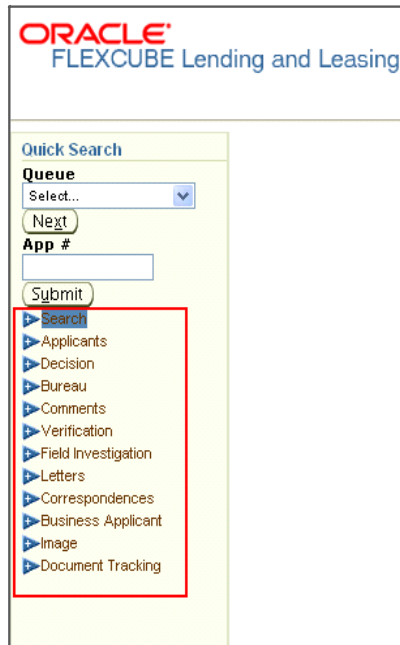 ORACLE
FLEXCUBE Lending and Leasing
Quick Search
Queue
Select...
Next
App #
Submit
Search
Applicants
Decision
Bureau
Comments
Verification
Field Investigation
Letters
Correspondences
Business Applicant
Image
Document Tracking